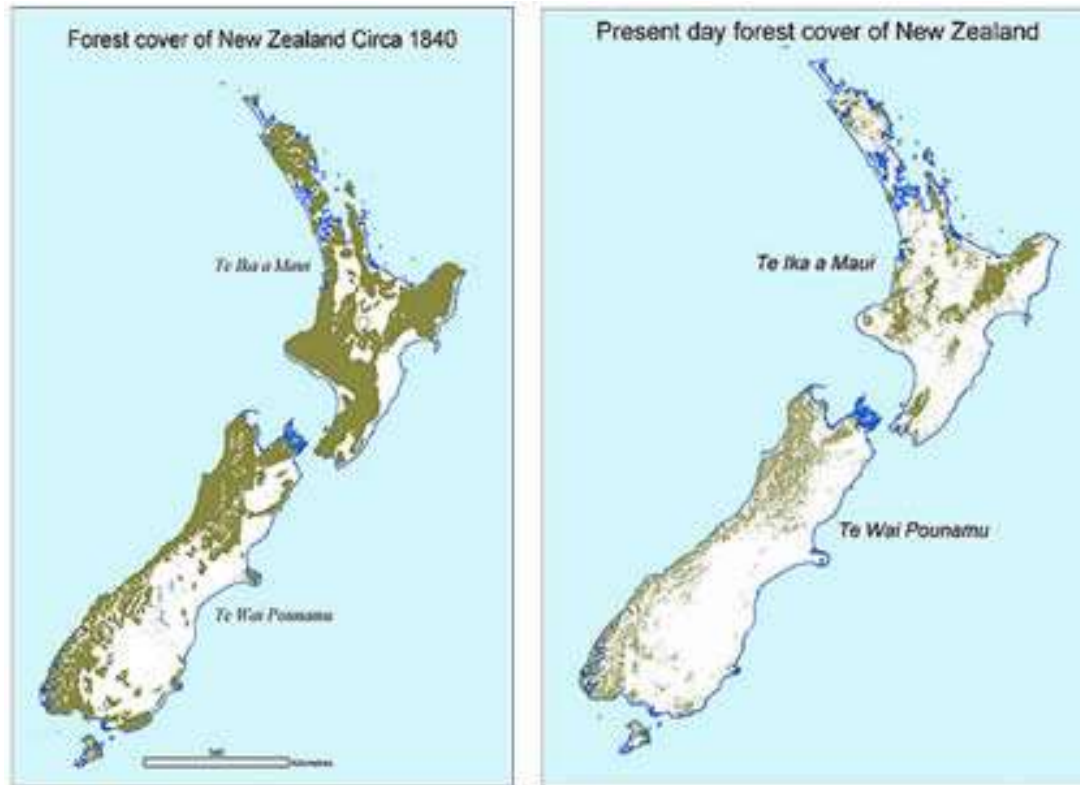 Forest cover of New Zealand Circa 1840
Te Ika a Maui
Te Wai Pounamu
Present day forest cover of New Zealand
Te Ika a Maui
Te Wai Pounamu